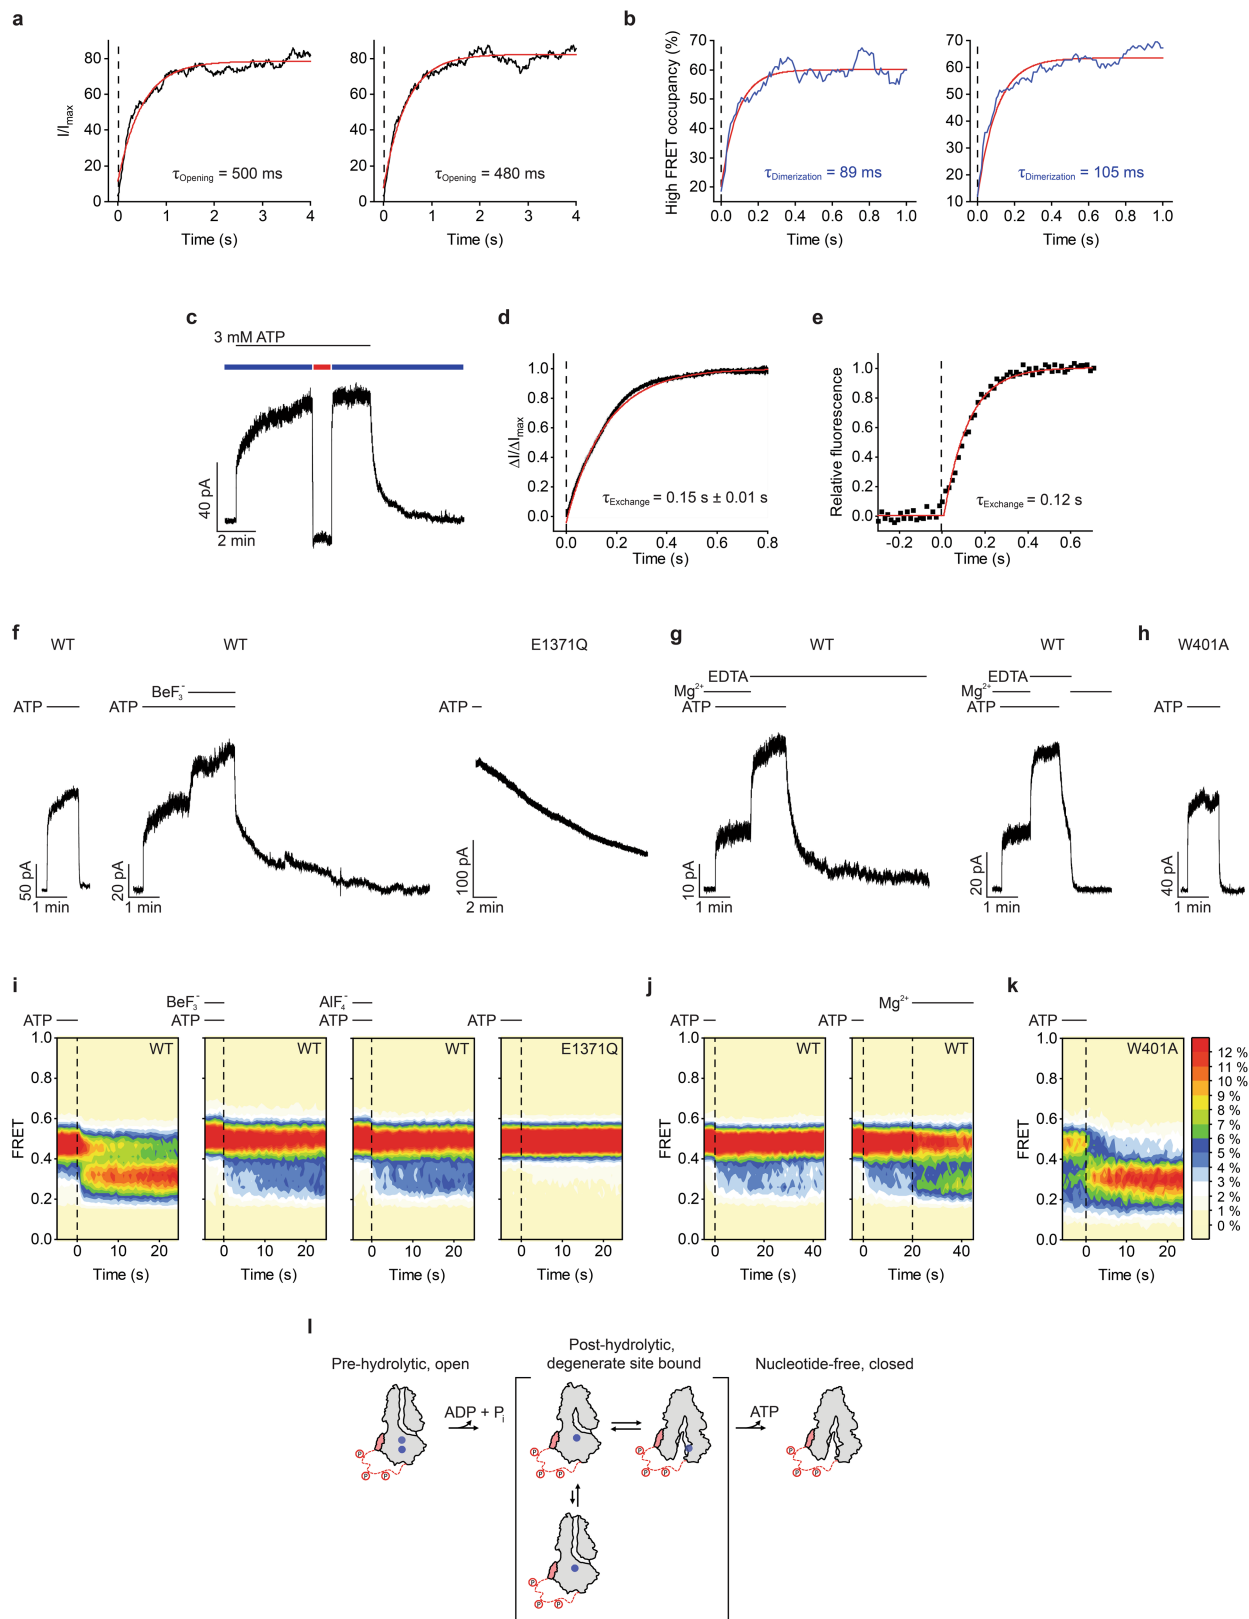 a
80
60
40
20
0
I/Imax
0 1 2 3 4
Time (s)
τOpening = 500 ms
80
60
40
20
0
0 1 2 3 4
Time (s)
τOpening = 480 ms
b
70
60
50
40
30
20
High FRET occupancy (%)
0.0 0.2 0.4 0.6 0.8 1.0
Time (s)
τDimerization = 89 ms
70
60
50
40
30
20
10
0.0 0.2 0.4 0.6 0.8 1.0
Time (s)
τDimerization = 105 ms
c
3 mM ATP
40 pA
2 min
d
1.0
0.8
0.6
0.4
0.2
0.0
ΔI/ΔImax
τExchange = 0.15 s ± 0.01 s
0.0 0.2 0.4 0.6 0.8
Time (s)
e
1.0
0.8
0.6
0.4
0.2
0.0
Relative fluorescence
τExchange = 0.12 s
-0.2 0.0 0.2 0.4 0.6
Time (s)
f
WT
ATP
50 pA
1 min
WT
BeF3-
ATP
20 pA
1 min
E1371Q
ATP
100 pA
2 min
g
WT
EDTA
Mg2+
ATP
10 pA
1 min
WT
EDTA
Mg2+
ATP
20 pA
1 min
h
W401A
ATP
40 pA
1 min
i
ATP
WT
1.0
0.8
0.6
0.4
0.2
0.0
FRET
0 10 20
Time (s)
BeF3-
ATP
WT
0 10 20
Time (s)
AlF4-
ATP
WT
0 10 20
Time (s)
ATP
E1371Q
0 10 20
Time (s)
j
ATP
WT
1.0
0.8
0.6
0.4
0.2
0.0
FRET
0 20 40
Time (s)
Mg2+
ATP
WT
0 20 40
Time (s)
k
ATP
W401A
1.0
0.8
0.6
0.4
0.2
0.0
FRET
0 10 20
Time (s)
12 %
11 %
10 %
9 %
8 %
7 %
6 %
5 %
4 %
3 %
2 %
1 %
0 %
l
Pre-hydrolytic, open
ADP + Pi
Post-hydrolytic,
degenerate site bound
ATP
Nucleotide-free, closed
P
P P
P
P P
P
P P
P
P P
P
P P